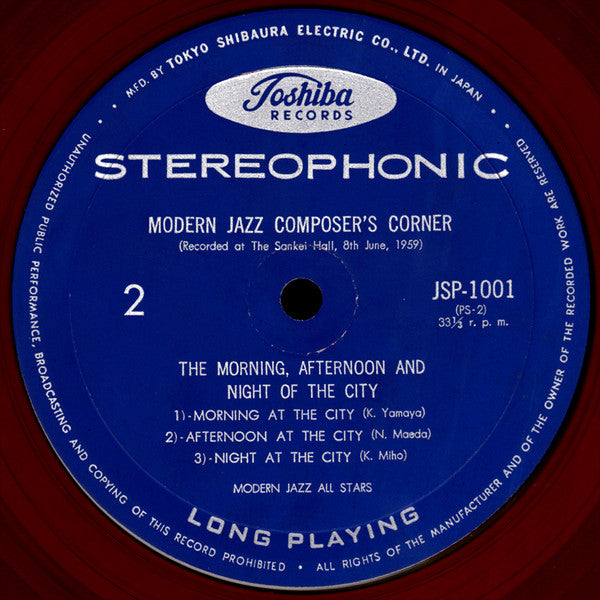 • MFD. BY TOKYO SHIBAURA ELECTRIC CO., LTD. IN JAPAN •
Toshiba
RECORDS
STEREOPHONIC
MODERN JAZZ COMPOSER'S CORNER
(Recorded at The Sankei Hall, 8th June, 1959)
2
JSP-1001
(PS-2)
33⅓ r. p. m.
THE MORNING, AFTERNOON AND
NIGHT OF THE CITY
1)-MORNING AT THE CITY (K. Yamaya)
2)-AFTERNOON AT THE CITY (N. Maeda)
3)-NIGHT AT THE CITY (K. Miho)
MODERN JAZZ ALL STARS
LONG PLAYING
UNAUTHORIZED PUBLIC PERFORMANCE, BROADCASTING AND COPYING OF THIS RECORD PROHIBITED • ALL RIGHTS OF THE MANUFACTURER AND OF THE OWNER OF THE RECORDED WORK ARE RESERVED